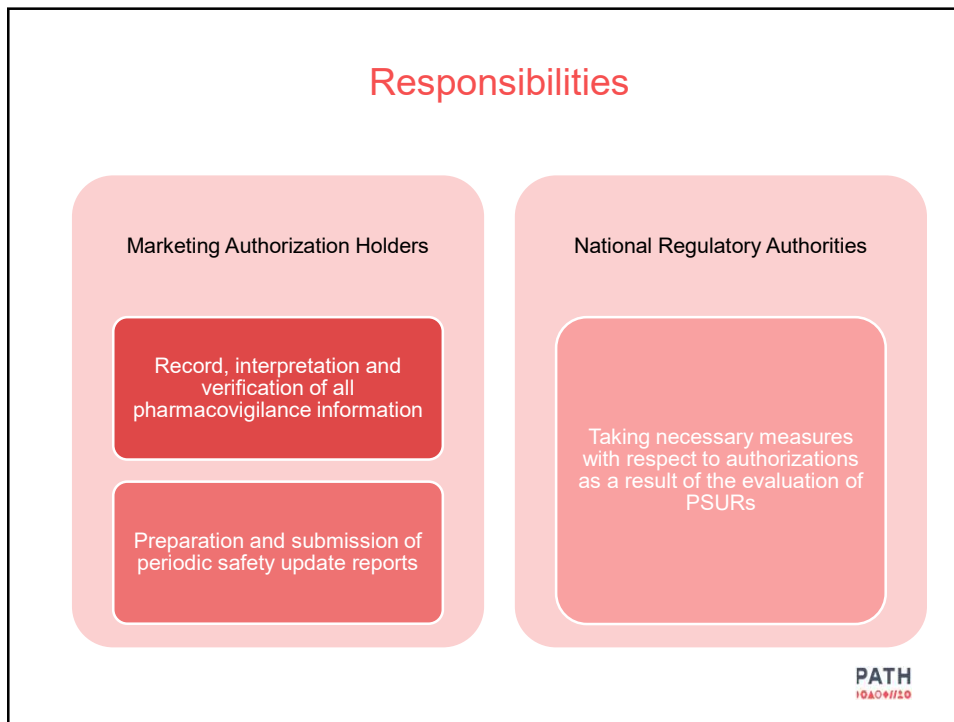 Responsibilities
Marketing Authorization Holders
Record, interpretation and
verification of all
pharmacovigilance information
Preparation and submission of
periodic safety update reports
National Regulatory Authorities
Taking necessary measures
with respect to authorizations
as a result of the evaluation of
PSURs
PATH